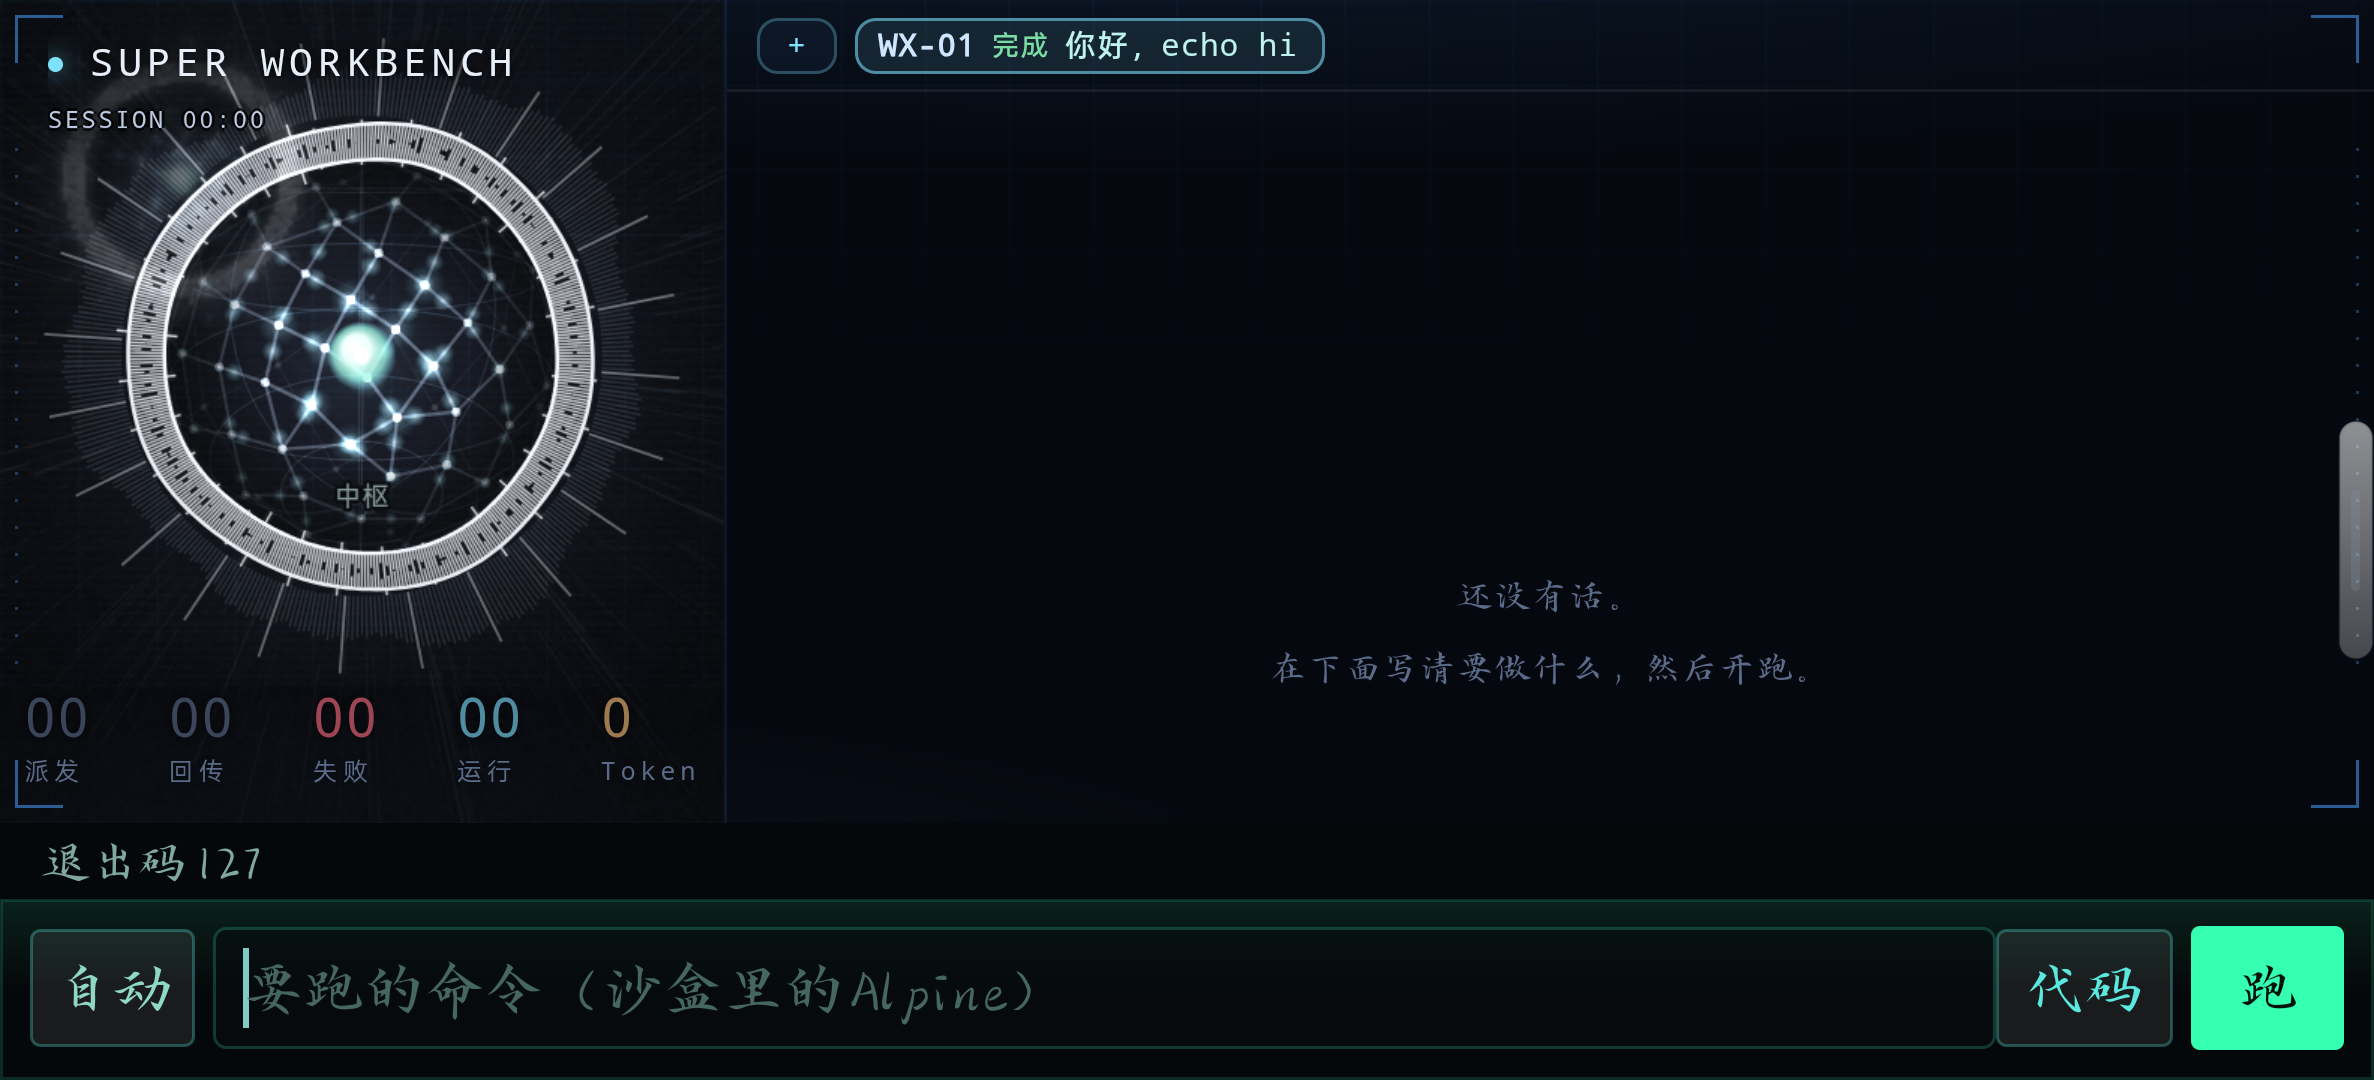 SUPER WORKBENCH
SESSION 00:00
+
WX-01 完成 你好, echo hi
中枢
还没有话。
在下面写清要做什么，然后开跑。
00 00 00 00 0
派发 回传 失败 运行 Token
退出码127
自动
要跑的命令（沙盒里的Alpine）
代码
跑